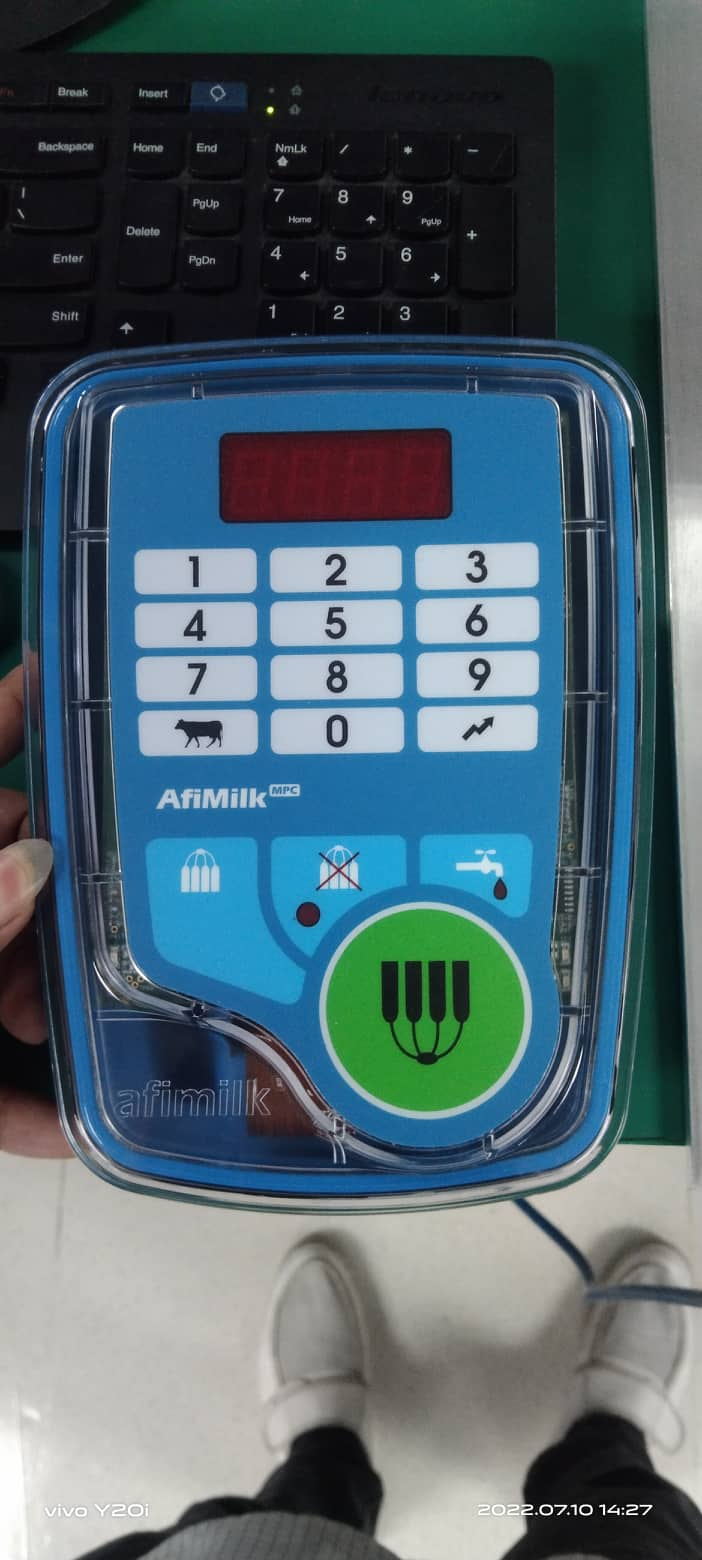 Fn Break Insert
lenovo
Backspace Home End NmLk / * -
| PgUp 7 Home 8 9 PgUp
\ Delete +
Enter PgDn 4 5 6
Shift 1 2 3
1 2 3
4 5 6
7 8 9
0
AfiMilk MPC
afimilk
vivo Y20i 2022.07.10 14:27